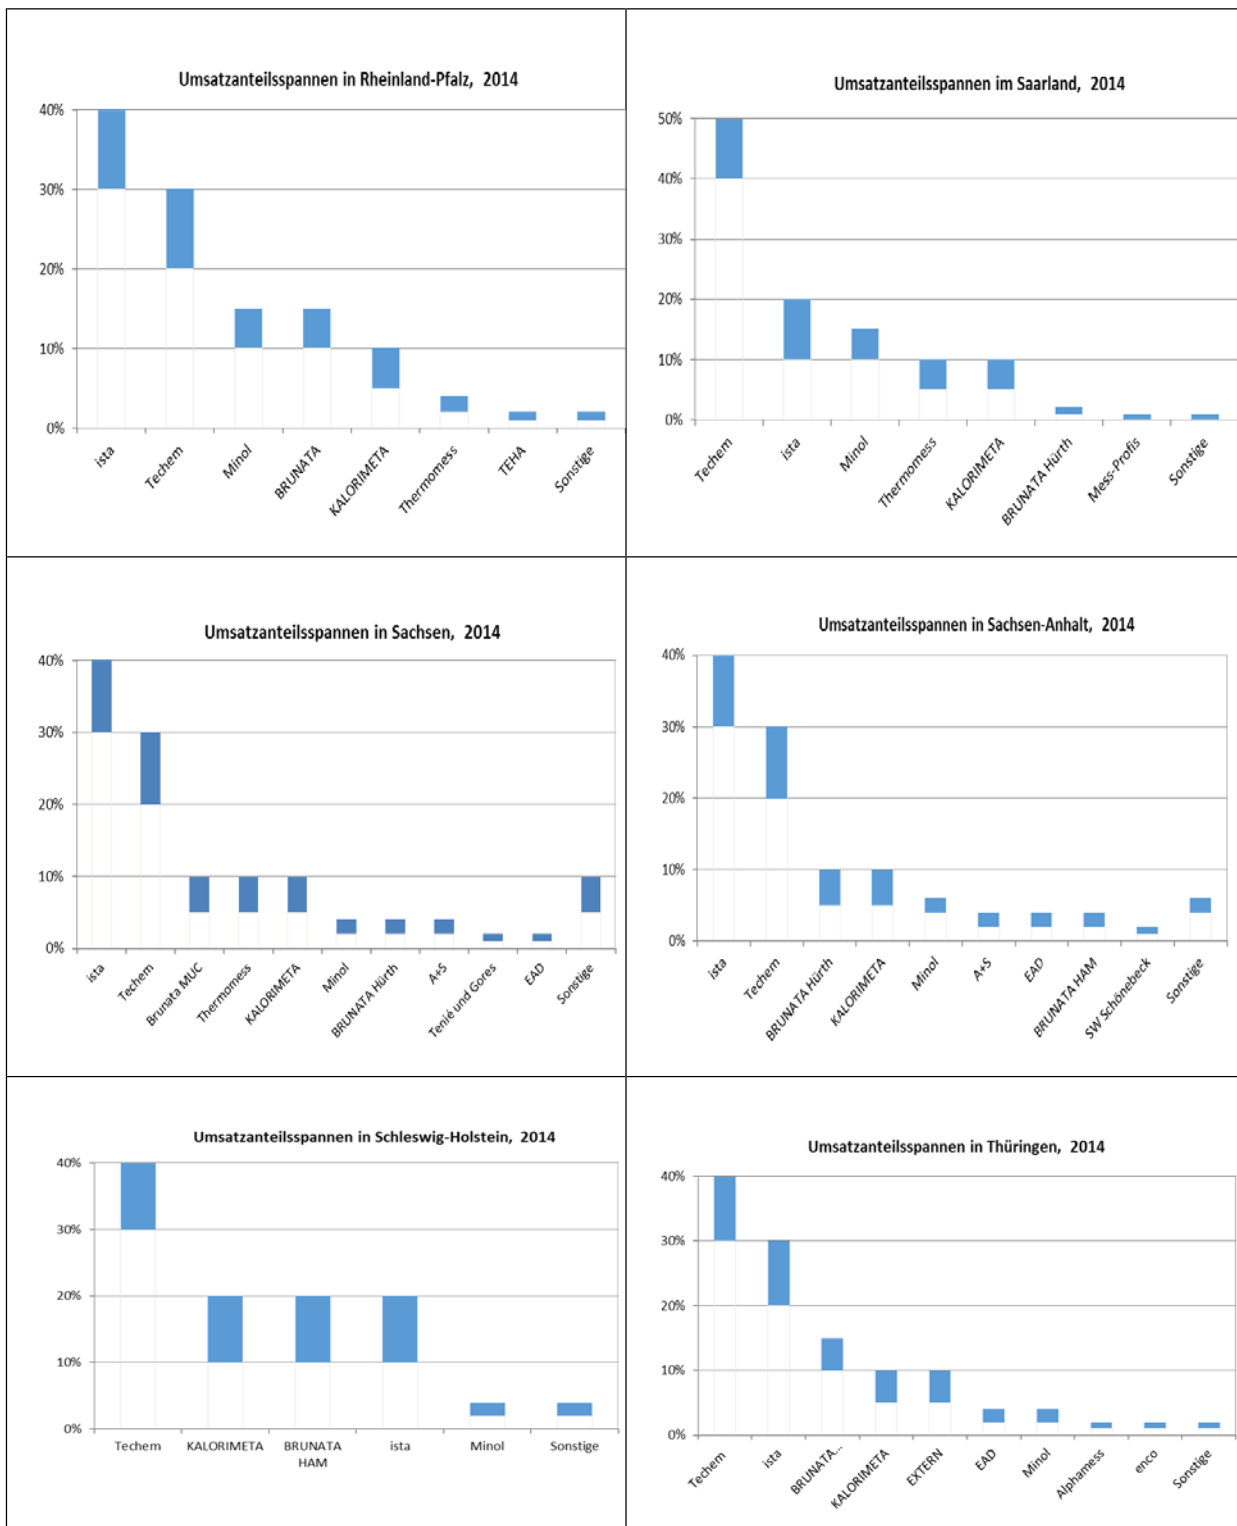 Umsatzanteilsspannen in Rheinland-Pfalz, 2014
40%
30%
20%
10%
0%
ista
Techem
Minol
BRUNATA
KALORIMETA
Thermomess
TEHA
Sonstige
Umsatzanteilsspannen im Saarland, 2014
50%
40%
30%
20%
10%
0%
Techem
ista
Minol
Thermomess
KALORIMETA
BRUNATA Hürth
Mess-Profis
Sonstige
Umsatzanteilsspannen in Sachsen, 2014
40%
30%
20%
10%
0%
ista
Techem
Brunata MUC
Thermomess
KALORIMETA
Minol
BRUNATA Hürth
A+S
Tenié und Gores
EAD
Sonstige
Umsatzanteilsspannen in Sachsen-Anhalt, 2014
40%
30%
20%
10%
0%
ista
Techem
BRUNATA Hürth
KALORIMETA
Minol
A+S
EAD
BRUNATA HAM
SW Schönebeck
Sonstige
Umsatzanteilsspannen in Schleswig-Holstein, 2014
40%
30%
20%
10%
0%
Techem
KALORIMETA
BRUNATA
HAM
ista
Minol
Sonstige
Umsatzanteilsspannen in Thüringen, 2014
40%
30%
20%
10%
0%
Techem
ista
BRUNATA...
KALORIMETA
EXTERN
EAD
Minol
Alphamess
enco
Sonstige